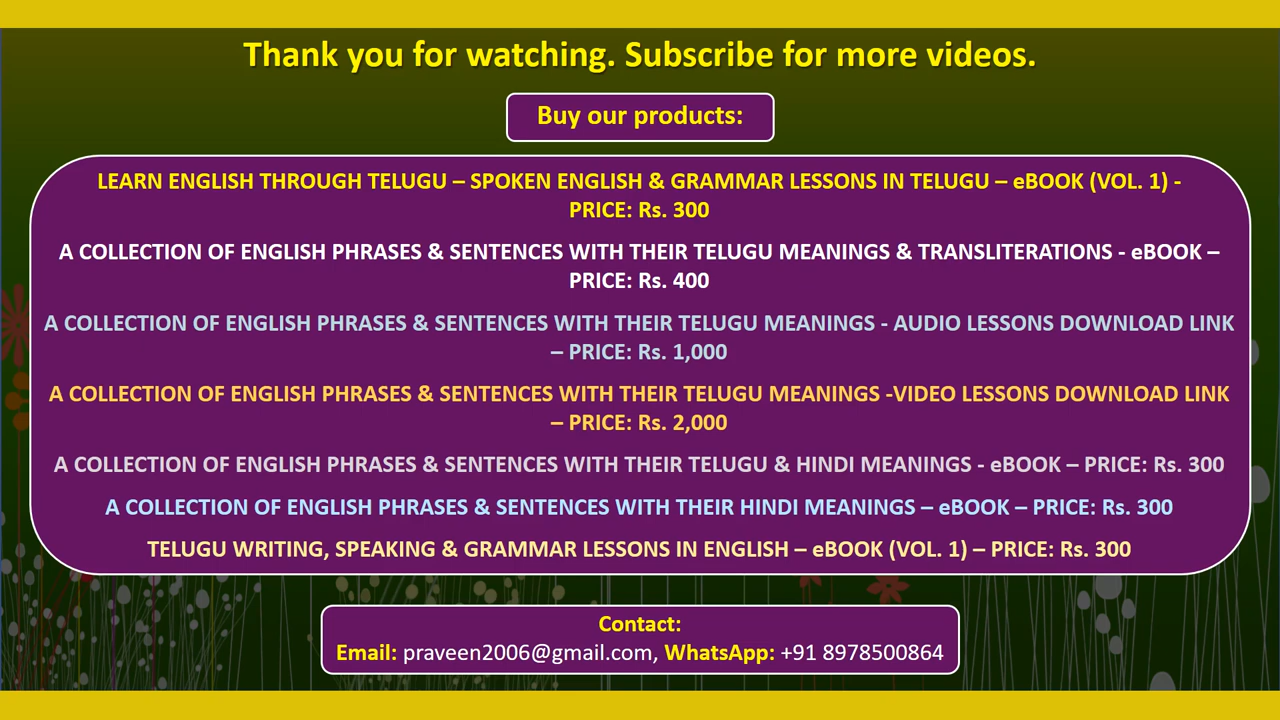 Thank you for watching. Subscribe for more videos.
Buy our products:
LEARN ENGLISH THROUGH TELUGU – SPOKEN ENGLISH & GRAMMAR LESSONS IN TELUGU – eBOOK (VOL. 1) -
PRICE: Rs. 300
A COLLECTION OF ENGLISH PHRASES & SENTENCES WITH THEIR TELUGU MEANINGS & TRANSLITERATIONS - eBOOK –
PRICE: Rs. 400
A COLLECTION OF ENGLISH PHRASES & SENTENCES WITH THEIR TELUGU MEANINGS - AUDIO LESSONS DOWNLOAD LINK
– PRICE: Rs. 1,000
A COLLECTION OF ENGLISH PHRASES & SENTENCES WITH THEIR TELUGU MEANINGS -VIDEO LESSONS DOWNLOAD LINK
– PRICE: Rs. 2,000
A COLLECTION OF ENGLISH PHRASES & SENTENCES WITH THEIR TELUGU & HINDI MEANINGS - eBOOK – PRICE: Rs. 300
A COLLECTION OF ENGLISH PHRASES & SENTENCES WITH THEIR HINDI MEANINGS – eBOOK – PRICE: Rs. 300
TELUGU WRITING, SPEAKING & GRAMMAR LESSONS IN ENGLISH – eBOOK (VOL. 1) – PRICE: Rs. 300
Contact:
Email: praveen2006@gmail.com, WhatsApp: +91 8978500864